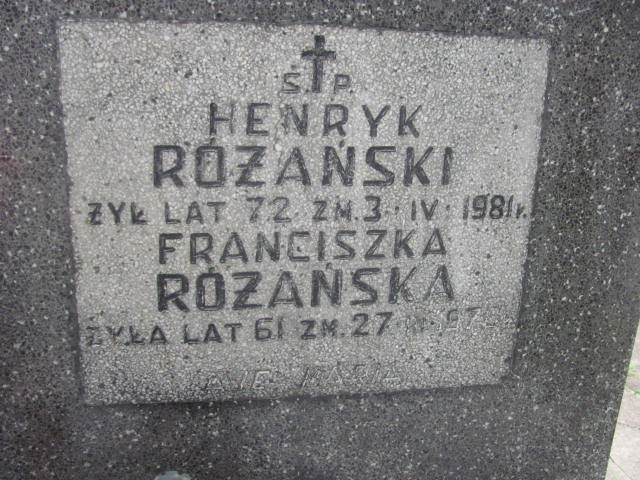 Ś.P.
HENRYK
RÓŻAŃSKI
ŻYŁ LAT 72 ZM. 3 · IV · 1981 r.
FRANCISZKA
RÓŻAŃSKA
ŻYŁA LAT 61 ZM. 27
AVE MARIA